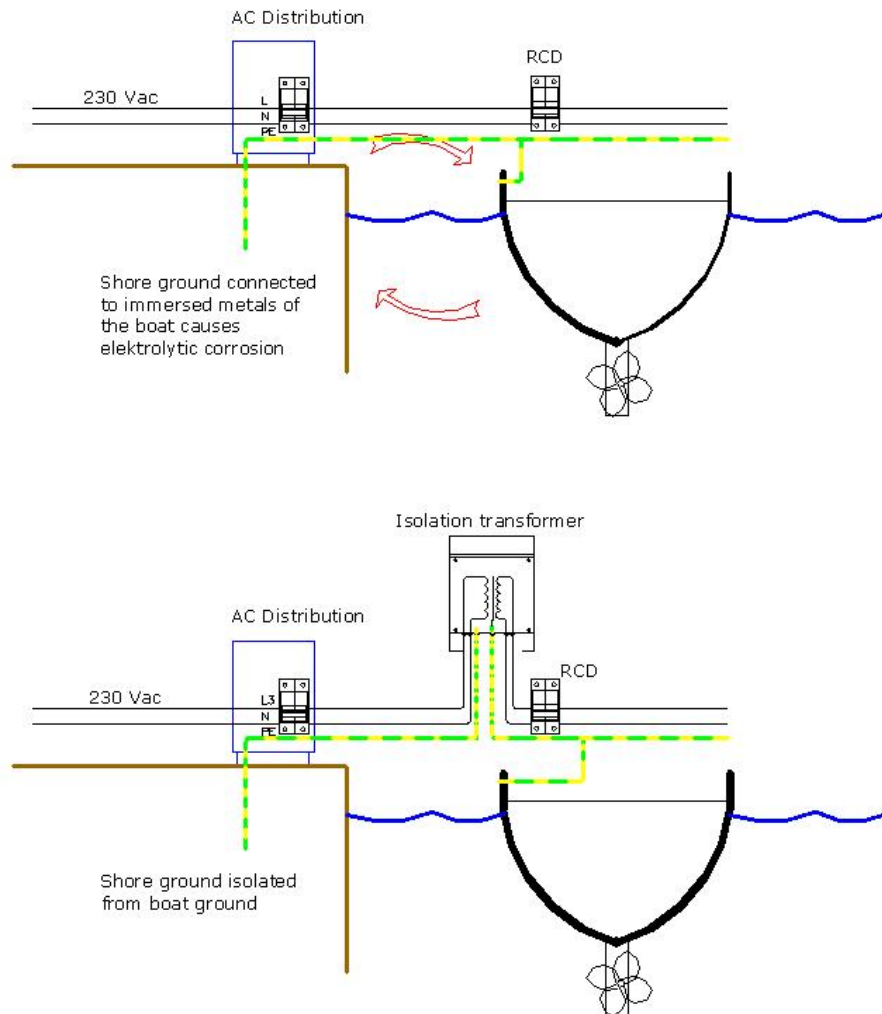 AC Distribution
RCD
230 Vac
L
N
PE
Shore ground connected
to immersed metals of
the boat causes
elektrolytic corrosion
Isolation transformer
AC Distribution
RCD
230 Vac
L3
N
PE
Shore ground isolated
from boat ground